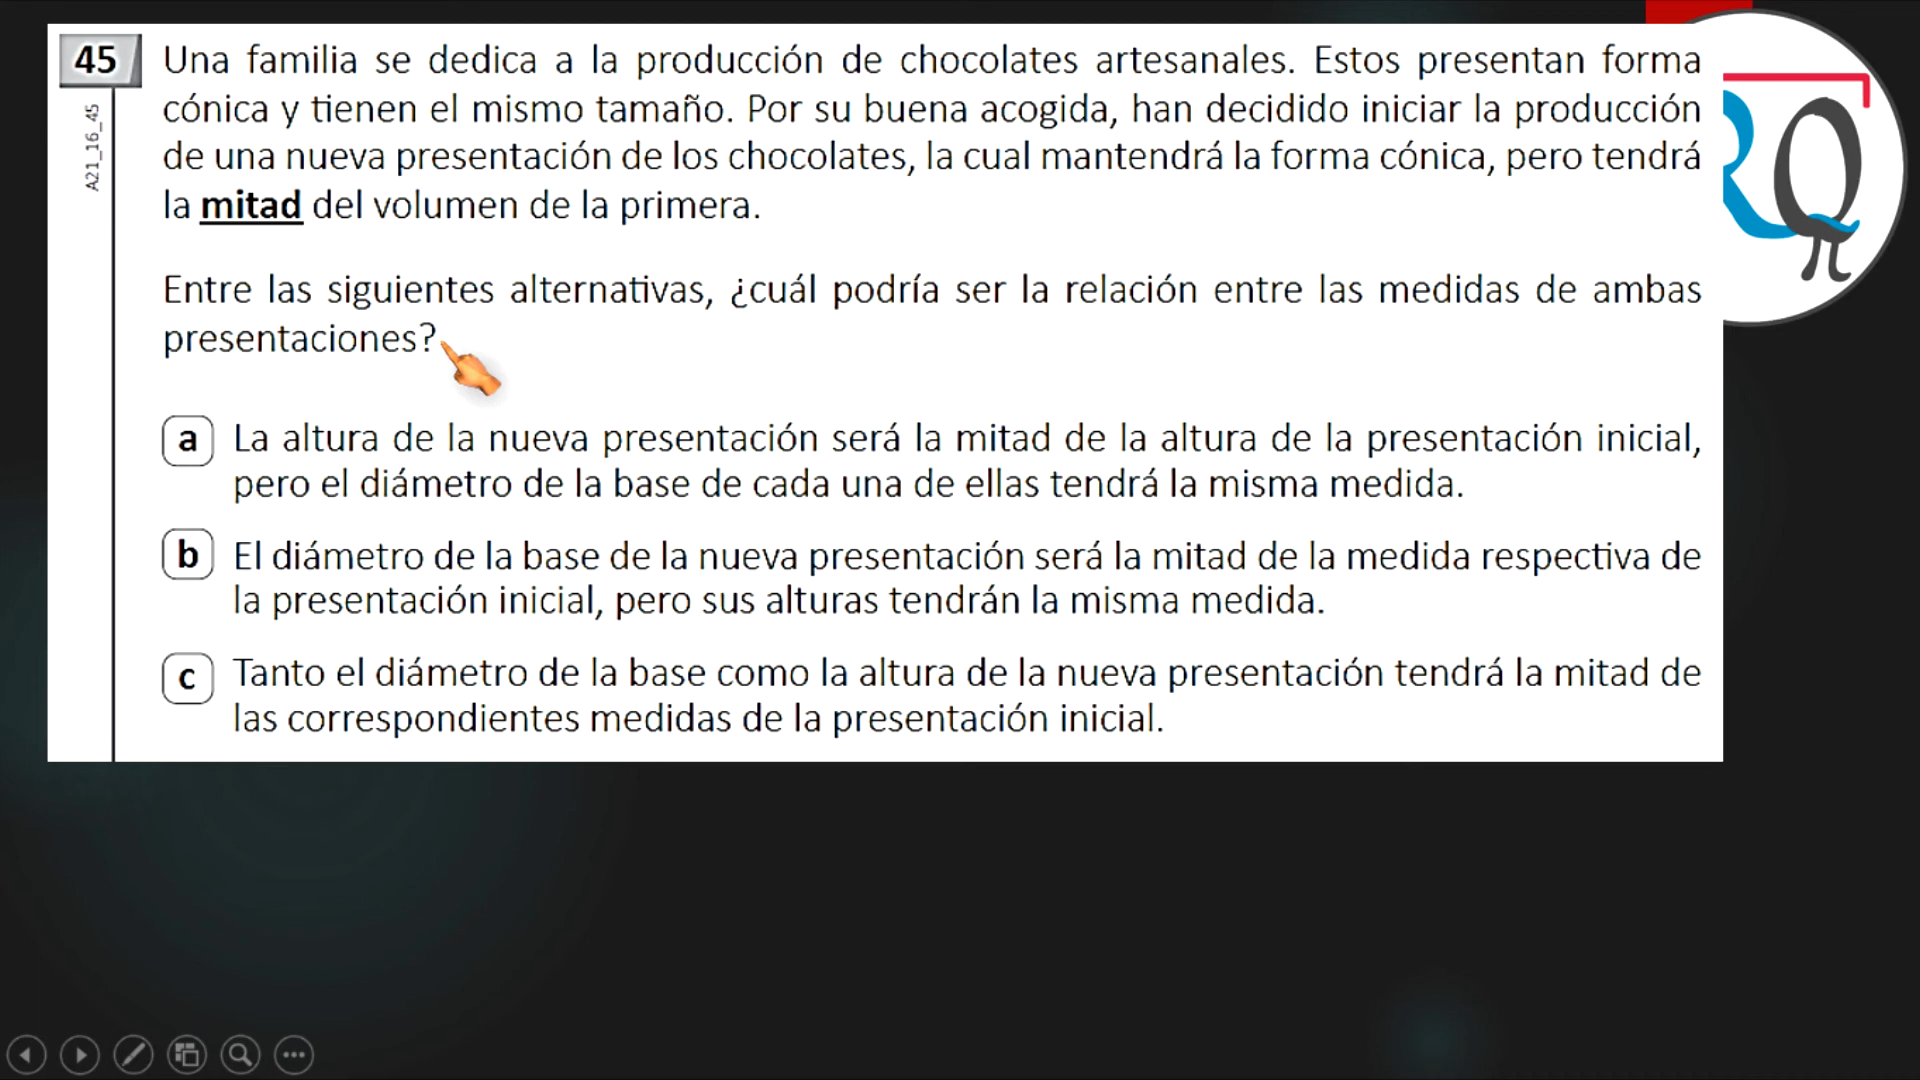 45 Una familia se dedica a la producción de chocolates artesanales. Estos presentan forma
cónica y tienen el mismo tamaño. Por su buena acogida, han decidido iniciar la producción
de una nueva presentación de los chocolates, la cual mantendrá la forma cónica, pero tendrá
la mitad del volumen de la primera.
A21_16_45
Entre las siguientes alternativas, ¿cuál podría ser la relación entre las medidas de ambas
presentaciones?
a La altura de la nueva presentación será la mitad de la altura de la presentación inicial,
pero el diámetro de la base de cada una de ellas tendrá la misma medida.
b El diámetro de la base de la nueva presentación será la mitad de la medida respectiva de
la presentación inicial, pero sus alturas tendrán la misma medida.
c Tanto el diámetro de la base como la altura de la nueva presentación tendrá la mitad de
las correspondientes medidas de la presentación inicial.
Q
π